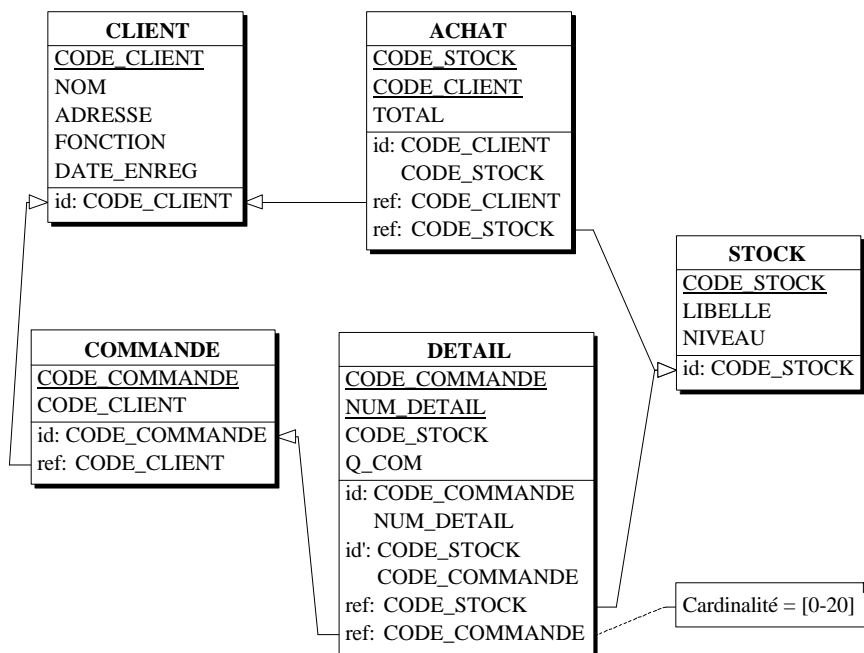 CLIENT
CODE_CLIENT
NOM
ADRESSE
FONCTION
DATE_ENREG
id: CODE_CLIENT
ACHAT
CODE_STOCK
CODE_CLIENT
TOTAL
id: CODE_CLIENT
CODE_STOCK
ref: CODE_CLIENT
ref: CODE_STOCK
STOCK
CODE_STOCK
LIBELLE
NIVEAU
id: CODE_STOCK
COMMANDE
CODE_COMMANDE
CODE_CLIENT
id: CODE_COMMANDE
ref: CODE_CLIENT
DETAIL
CODE_COMMANDE
NUM_DETAIL
CODE_STOCK
Q_COM
id: CODE_COMMANDE
NUM_DETAIL
id': CODE_STOCK
CODE_COMMANDE
ref: CODE_STOCK
ref: CODE_COMMANDE
Cardinalité = [0-20]